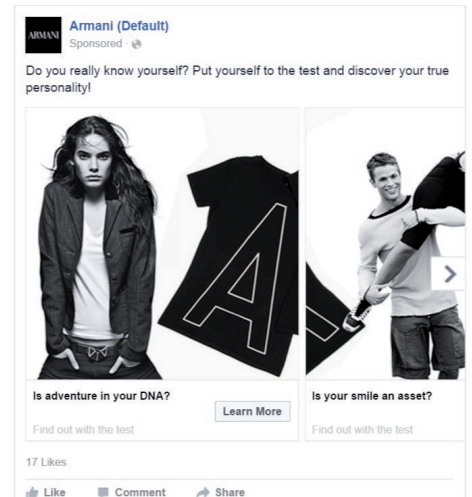 ARMANI
Armani (Default)
Sponsored ·
Do you really know yourself? Put yourself to the test and discover your true
personality!
A
Is adventure in your DNA?
Learn More
Find out with the test
Is your smile an asset?
Find out with the test
17 Likes
Like Comment Share